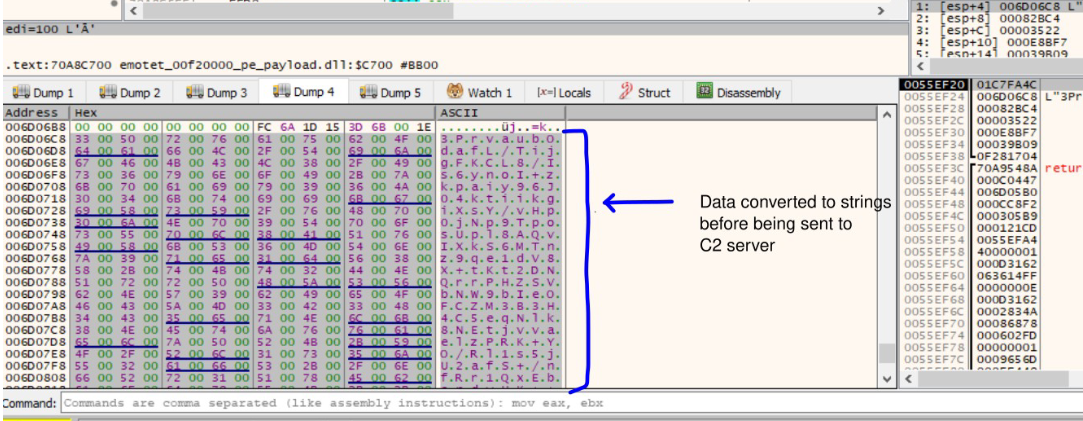 1: [esp+4] 006D06C8 L"
2: [esp+8] 00082BC4
3: [esp+C] 00003522
4: [esp+10] 000E8BF7
5: [esp+14] 00039B09
edi=100 L'Ā'
.text:70A8C700 emotet_00f20000_pe_payload.dll:$C700 #BB00
Dump 1 Dump 2 Dump 3 Dump 4 Dump 5 Watch 1 [x=] Locals Struct Disassembly
Address Hex ASCII
006D06B8 00 00 00 00 00 00 00 00 FC 6A 1D 15 3D 6B 00 1E ........üj..=k..
006D06C8 33 00 50 00 72 00 76 00 61 00 75 00 62 00 4F 00 3.P.r.v.a.u.b.O.
006D06D8 64 00 61 00 66 00 4C 00 2F 00 54 00 69 00 6A 00 d.a.f.L./.T.i.j.
006D06E8 67 00 46 00 4B 00 43 00 4C 00 38 00 2F 00 49 00 g.F.K.C.L.8./.I.
006D06F8 73 00 36 00 79 00 6E 00 6F 00 49 00 2B 00 7A 00 s.6.y.n.o.I.+.z.
006D0708 6B 00 70 00 61 00 69 00 79 00 39 00 36 00 4A 00 k.p.a.i.y.9.6.J.
006D0718 30 00 34 00 6B 00 74 00 69 00 69 00 6B 00 67 00 0.4.k.t.i.i.k.g.
006D0728 69 00 58 00 73 00 59 00 2F 00 76 00 48 00 70 00 i.X.s.Y./.v.H.p.
006D0738 30 00 6A 00 4E 00 70 00 39 00 54 00 70 00 6F 00 0.j.N.p.9.T.p.o.
006D0748 73 00 55 00 70 00 6C 00 38 00 41 00 51 00 76 00 s.U.p.l.8.A.Q.v.
006D0758 49 00 58 00 6B 00 53 00 36 00 4D 00 54 00 6E 00 I.X.k.S.6.M.T.n.
006D0768 7A 00 39 00 71 00 65 00 31 00 64 00 56 00 38 00 z.9.q.e.1.d.V.8.
006D0778 58 00 2B 00 74 00 4B 00 74 00 32 00 44 00 4E 00 X.+.t.K.t.2.D.N.
006D0788 51 00 72 00 72 00 50 00 48 00 5A 00 53 00 56 00 Q.r.r.P.H.Z.S.V.
006D0798 62 00 4E 00 57 00 39 00 62 00 49 00 65 00 4F 00 b.N.W.9.b.I.e.O.
006D07A8 46 00 43 00 5A 00 4D 00 33 00 42 00 33 00 48 00 F.C.Z.M.3.B.3.H.
006D07B8 34 00 43 00 35 00 65 00 71 00 4E 00 6C 00 6B 00 4.C.5.e.q.N.l.k.
006D07C8 38 00 4E 00 45 00 74 00 6A 00 76 00 76 00 61 00 8.N.E.t.j.v.v.a.
006D07D8 65 00 6C 00 7A 00 50 00 52 00 4B 00 2B 00 59 00 e.l.z.P.R.K.+.Y.
006D07E8 4F 00 2F 00 52 00 6C 00 31 00 73 00 35 00 6A 00 O./.R.l.1.s.5.j.
006D07F8 55 00 32 00 61 00 66 00 53 00 2B 00 2F 00 6E 00 U.2.a.f.S.+./.n.
006D0808 66 00 52 00 72 00 31 00 51 00 78 00 45 00 62 00 f.R.r.1.Q.x.E.b.
Data converted to strings
before being sent to
C2 server
0055EF20 01C7FA4C
0055EF24 006D06C8 L"3Pr
0055EF28 00082BC4
0055EF2C 00003522
0055EF30 000E8BF7
0055EF34 00039B09
0055EF38 0F281704
0055EF3C 70A9548A retur
0055EF40 000C0447
0055EF44 006D05B0
0055EF48 000CC8F2
0055EF4C 000305B9
0055EF50 000121CD
0055EF54 0055EFA4
0055EF58 40000001
0055EF5C 000D3162
0055EF60 063614FF
0055EF64 0000000E
0055EF68 000D3162
0055EF6C 0002834A
0055EF70 00086878
0055EF74 000602FD
0055EF78 00000001
0055EF7C 0009656D
Command: Commands are comma separated (like assembly instructions): mov eax, ebx